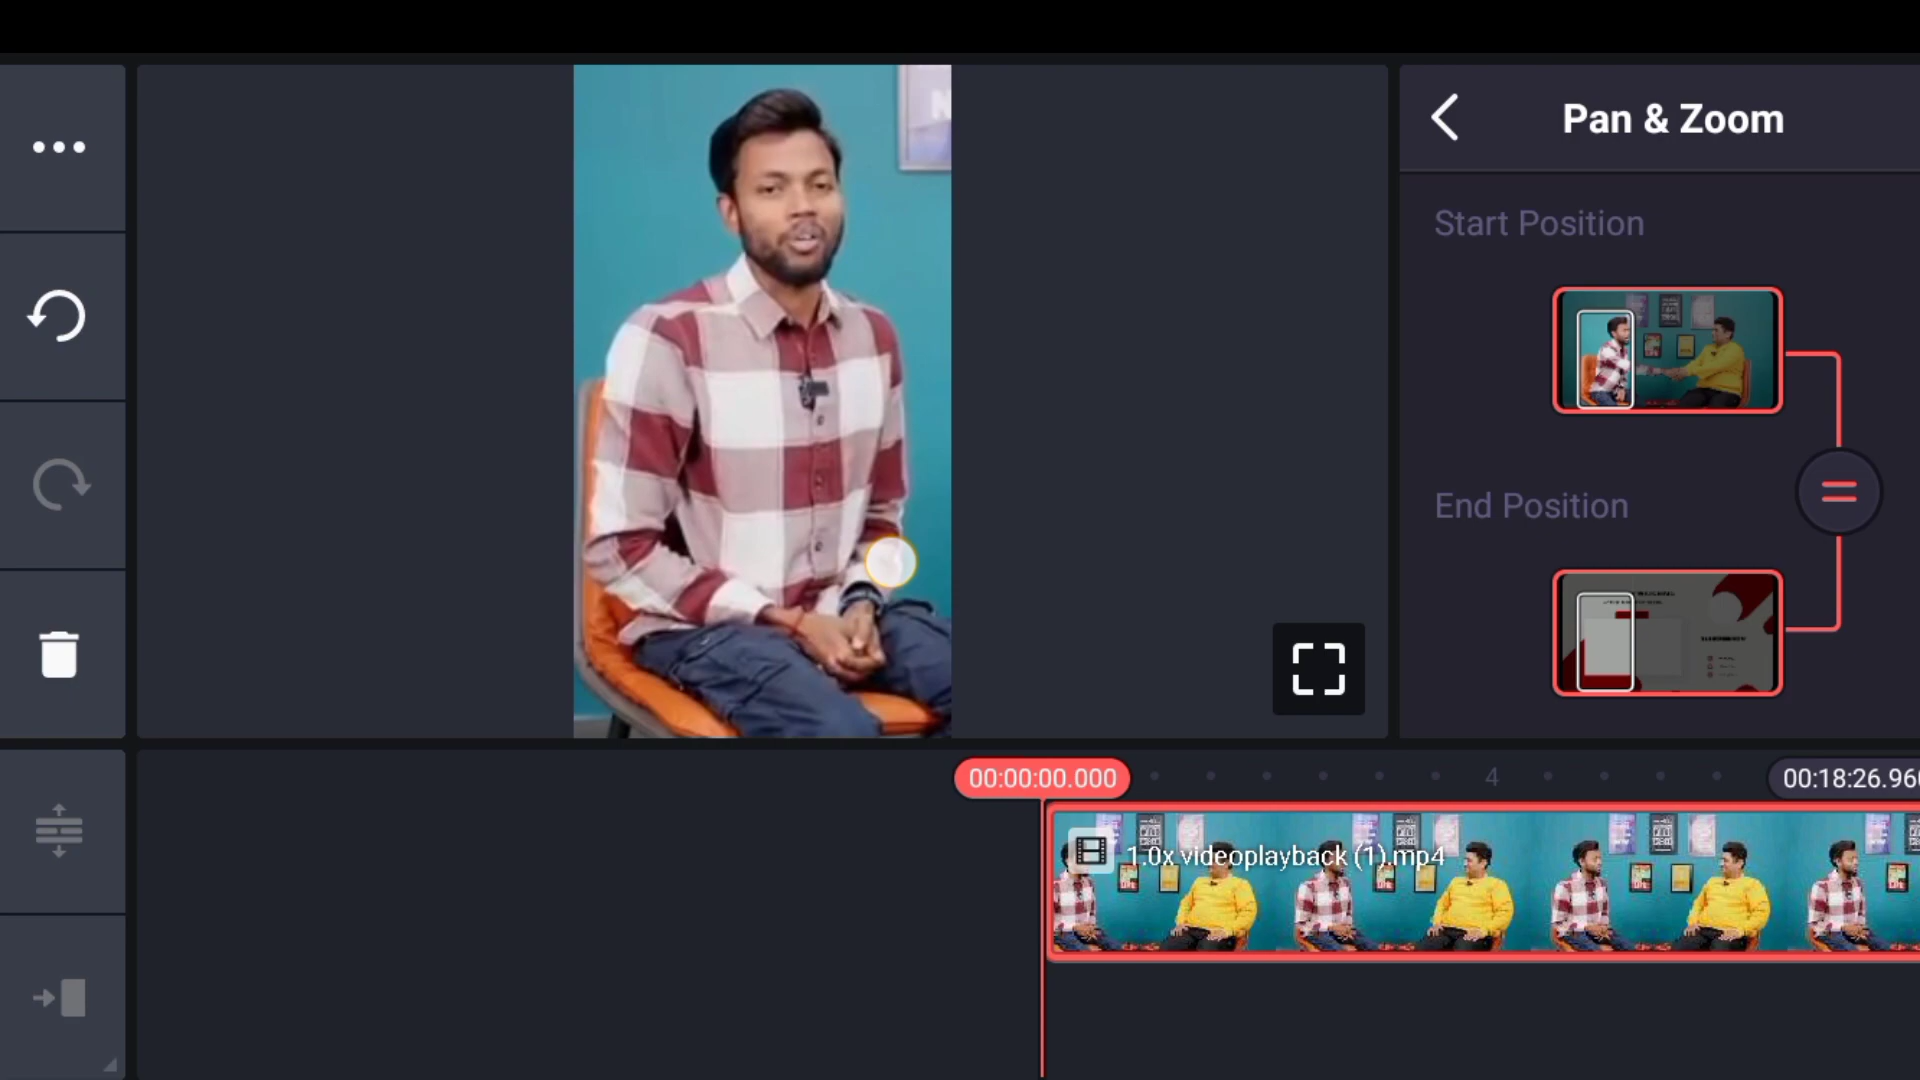 Pan & Zoom
Start Position
End Position
00:00:00.000
4
00:18:26.960
1.0x videoplayback (1).mp4